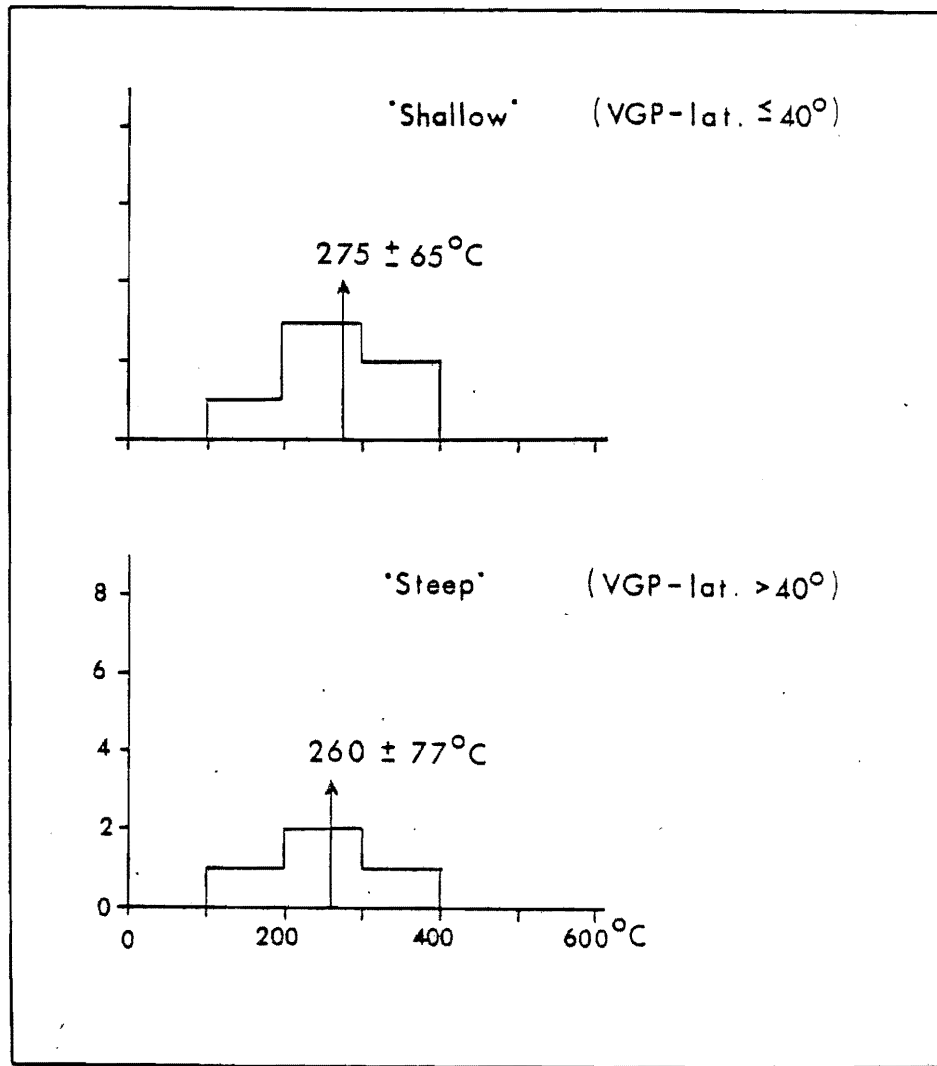 "Shallow" (VGP-lat. ≤ 40°)
275 ± 65°C
"Steep" (VGP-lat. > 40°)
8
6
4
260 ± 77°C
2
0
0 200 400 600°C